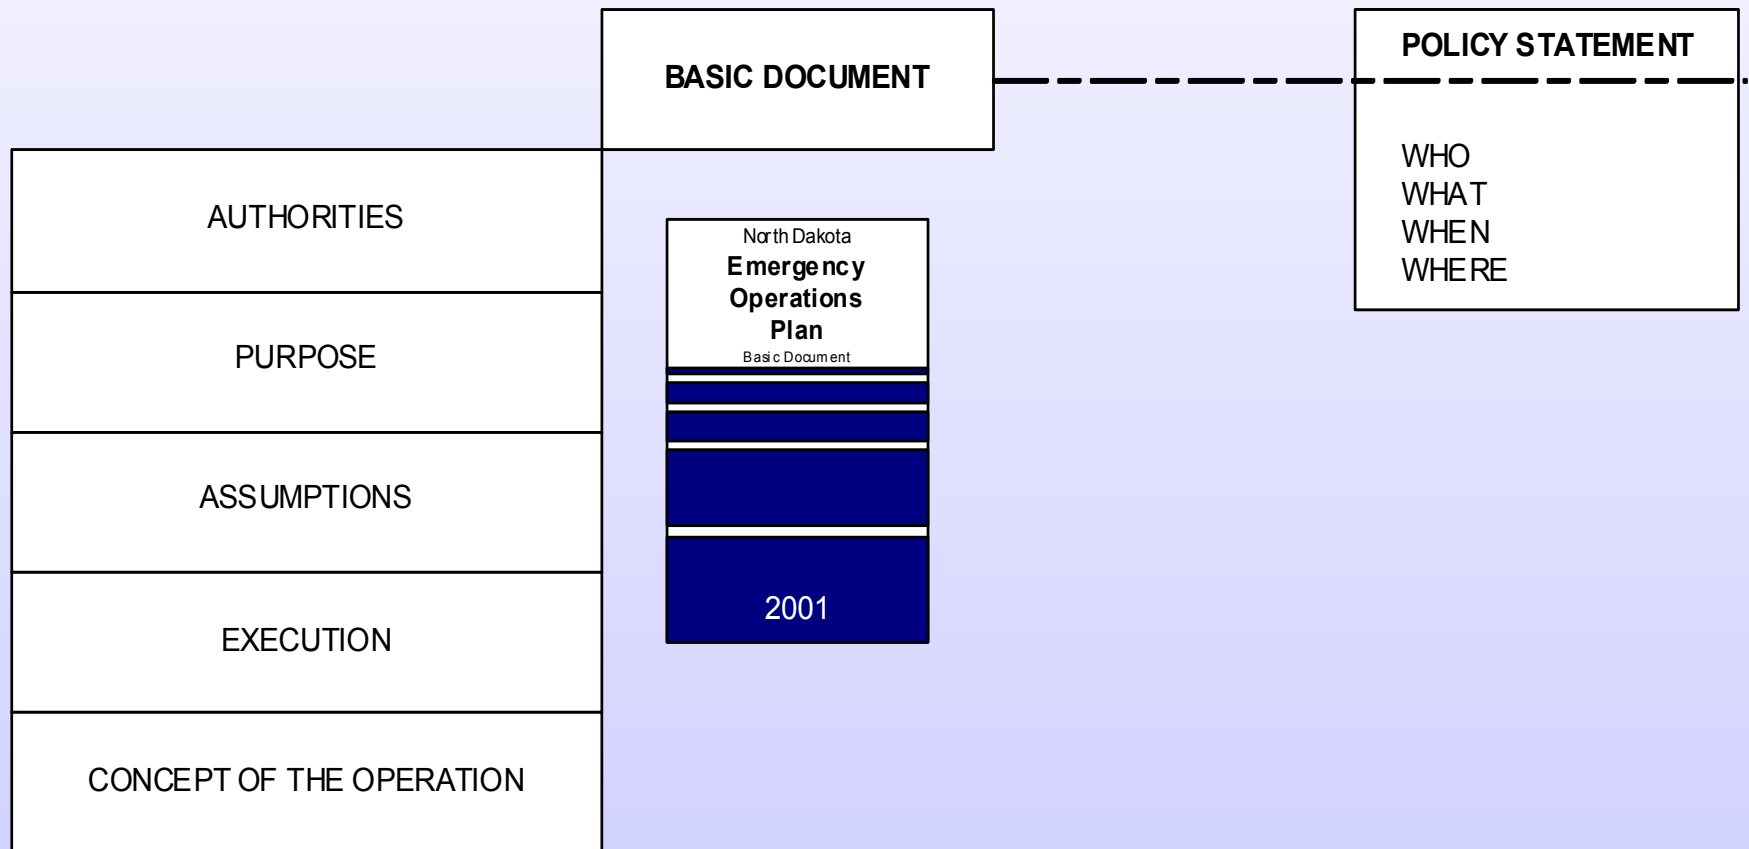 BASIC DOCUMENT
POLICY STATEMENT
WHO
WHAT
WHEN
WHERE
AUTHORITIES
PURPOSE
ASSUMPTIONS
EXECUTION
CONCEPT OF THE OPERATION
North Dakota
Emergency
Operations
Plan
Basic Document
2001